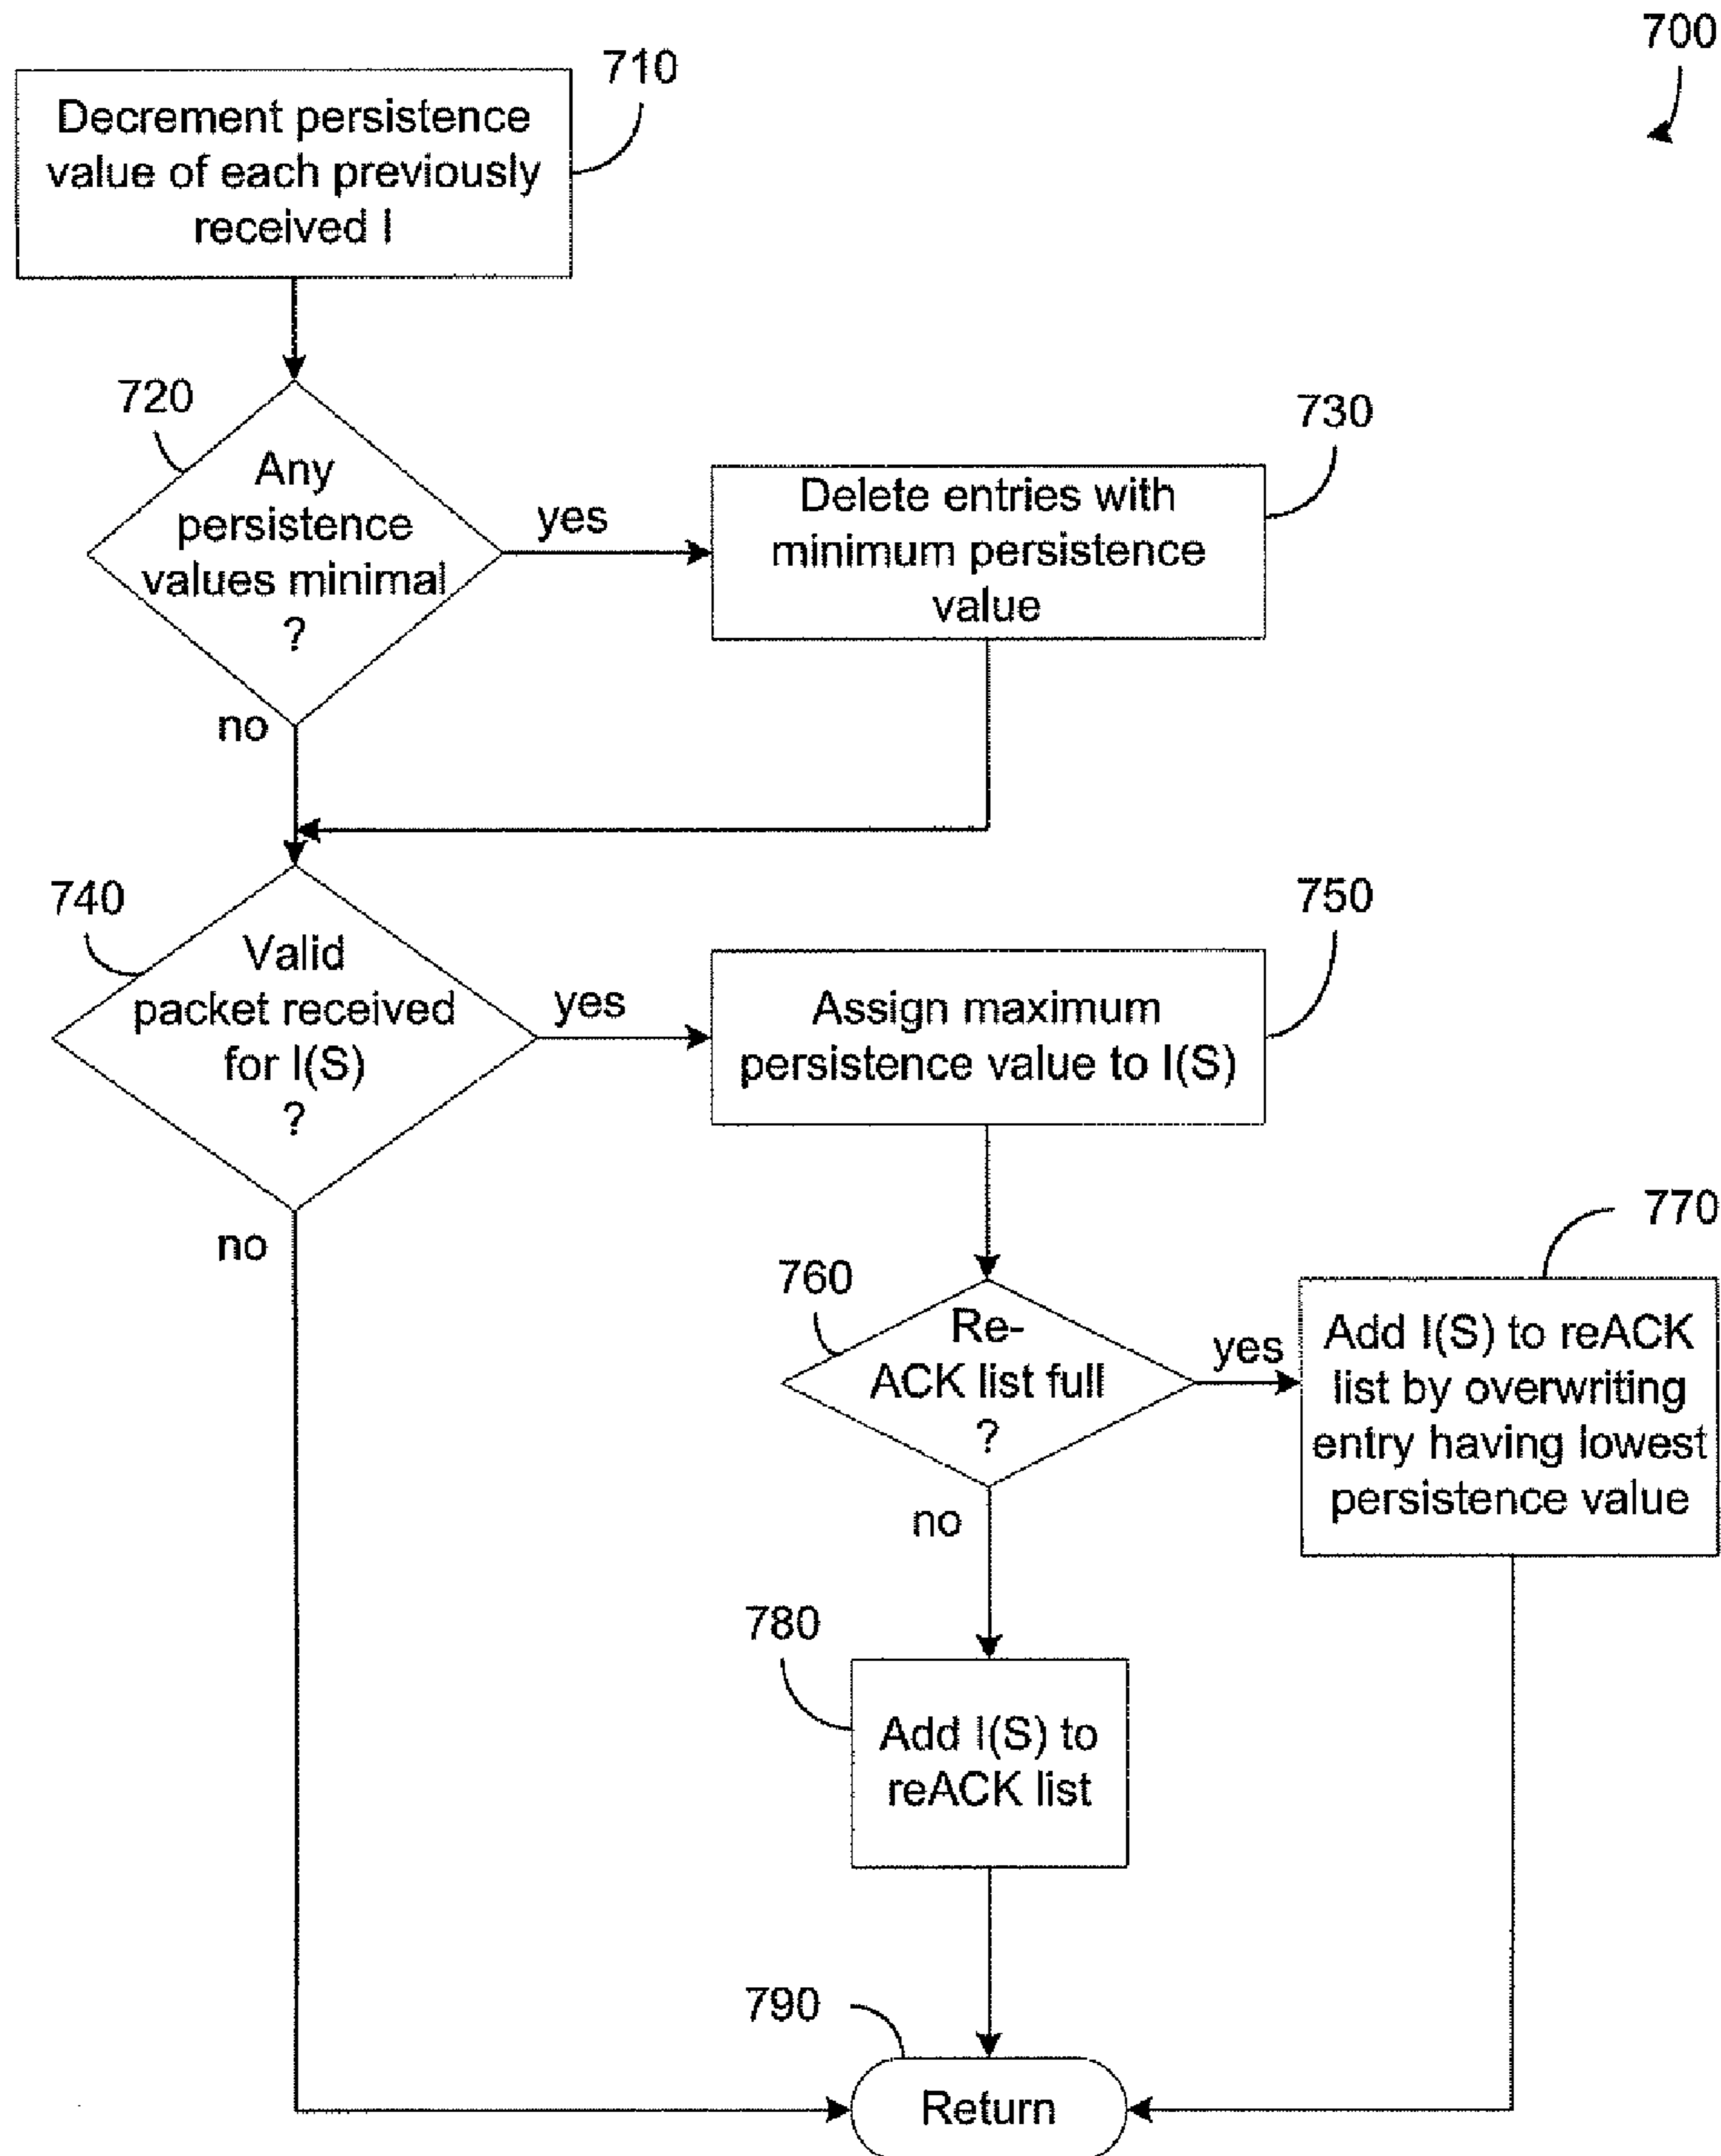 700
710
Decrement persistence
value of each previously
received I
720
Any
persistence
values minimal
?
yes
730
Delete entries with
minimum persistence
value
no
740
Valid
packet received
for I(S)
?
yes
750
Assign maximum
persistence value to I(S)
no
760
Re-
ACK list full
?
yes
770
Add I(S) to reACK
list by overwriting
entry having lowest
persistence value
no
780
Add I(S) to
reACK list
790
Return